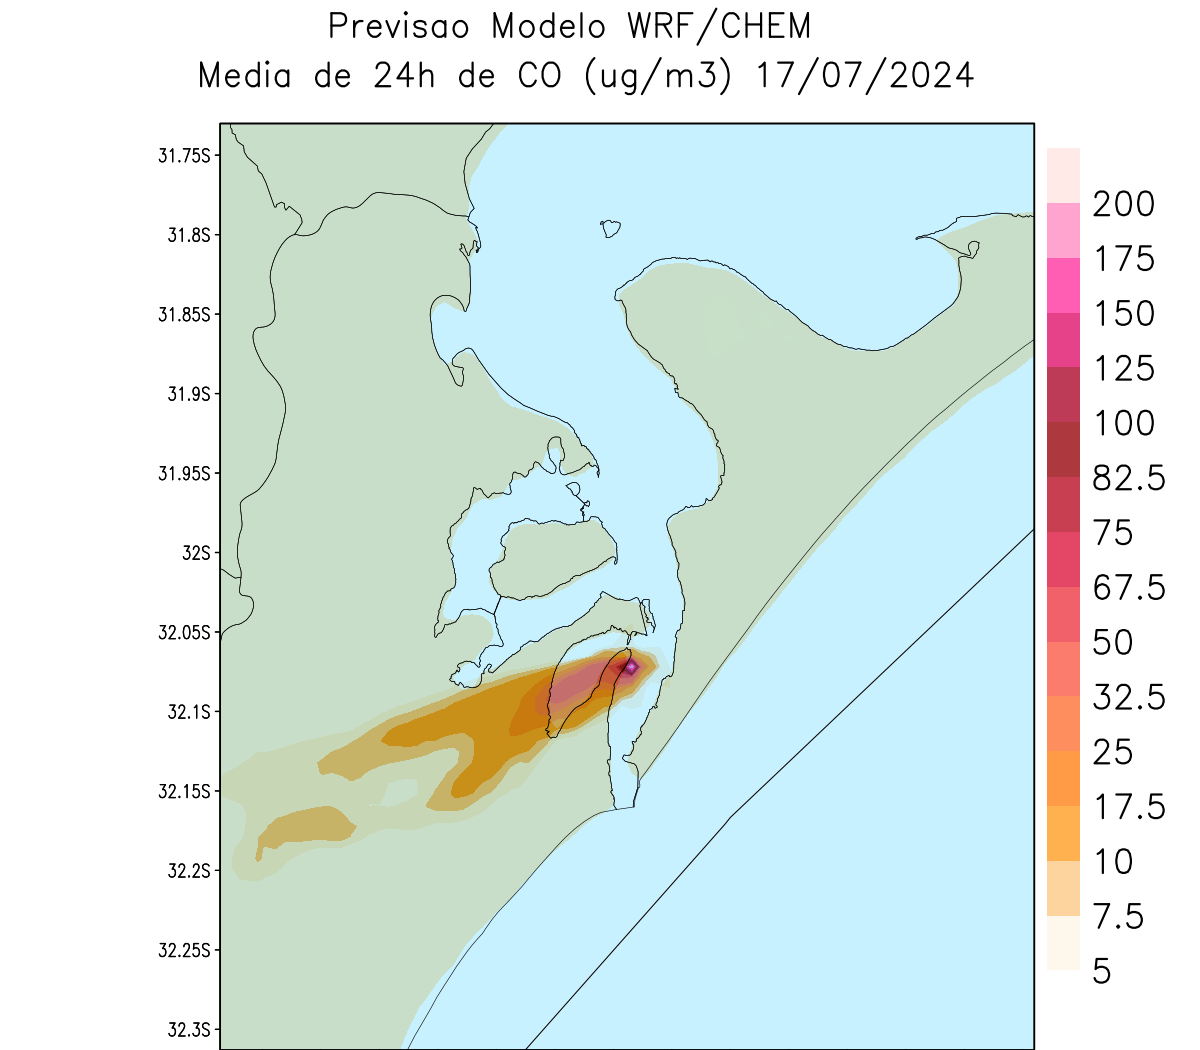 Previsao Modelo WRF/CHEM
Media de 24h de CO (ug/m3) 17/07/2024
31.75S
31.8S
31.85S
31.9S
31.95S
32S
32.05S
32.1S
32.15S
32.2S
32.25S
32.3S
200
175
150
125
100
82.5
75
67.5
50
32.5
25
17.5
10
7.5
5